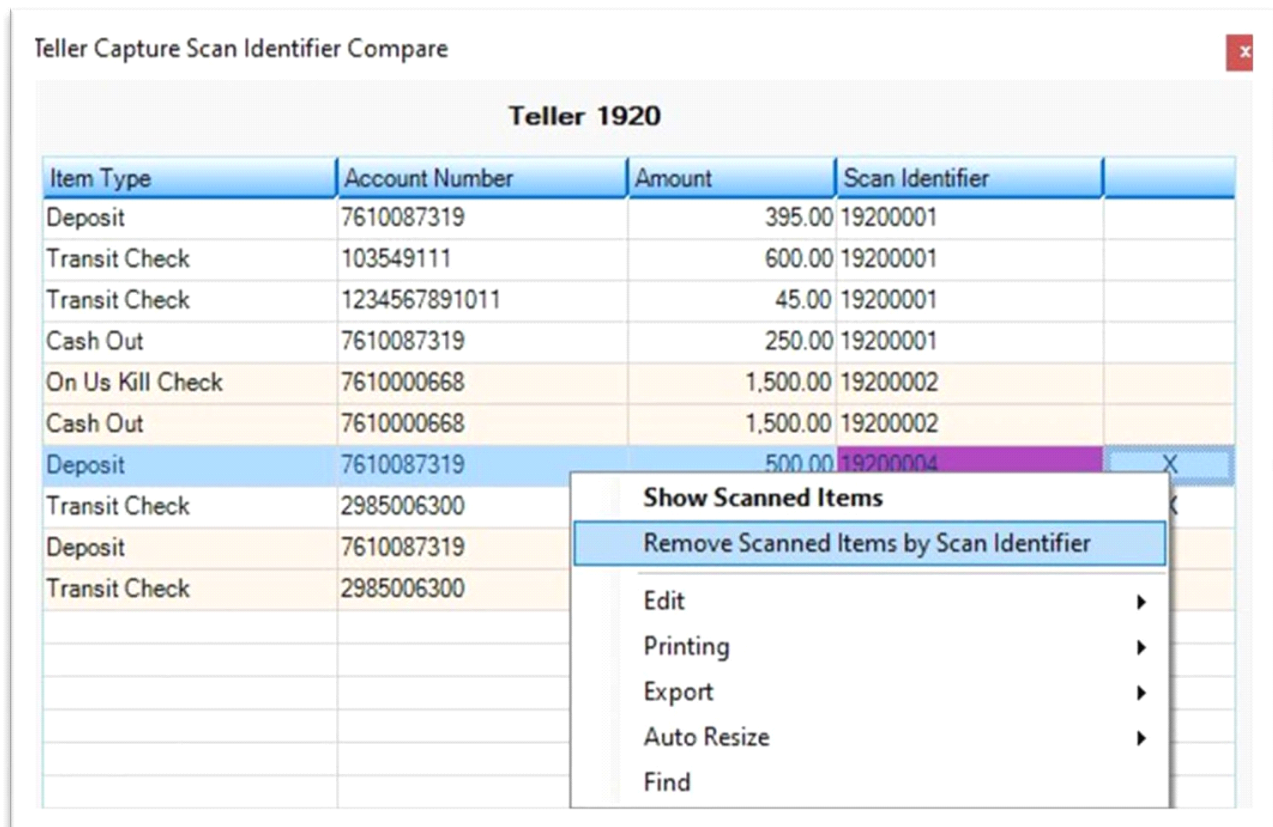 Teller Capture Scan Identifier Compare
x
Teller 1920
Item Type Account Number Amount Scan Identifier
Deposit 7610087319 395.00 19200001
Transit Check 103549111 600.00 19200001
Transit Check 1234567891011 45.00 19200001
Cash Out 7610087319 250.00 19200001
On Us Kill Check 7610000668 1,500.00 19200002
Cash Out 7610000668 1,500.00 19200002
Deposit 7610087319 500.00 19200004 X
Show Scanned Items
Transit Check 2985006300
Remove Scanned Items by Scan Identifier
Deposit 7610087319
Transit Check 2985006300
Edit
Printing
Export
Auto Resize
Find